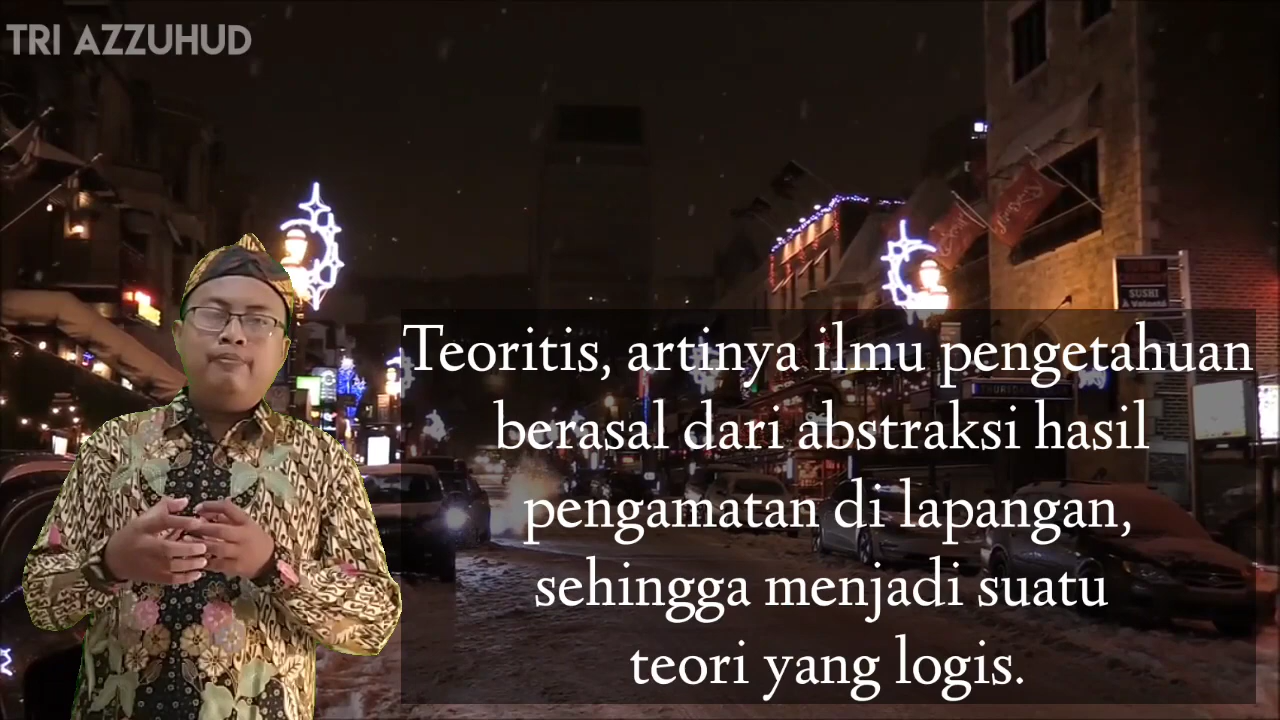 TRI AZZUHUD
SUSHI
Teoritis, artinya ilmu pengetahuan
berasal dari abstraksi hasil
pengamatan di lapangan,
sehingga menjadi suatu
teori yang logis.